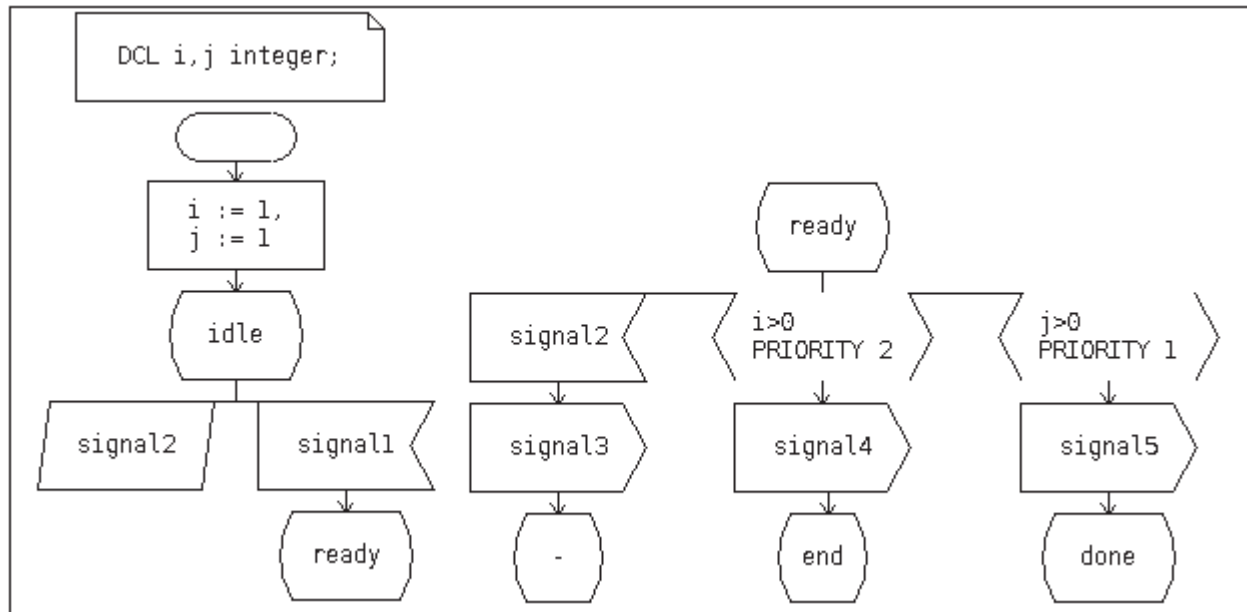 DCL i,j integer;
i := 1,
j := 1
idle
signal2
signal1
ready
ready
signal2
i>0
PRIORITY 2
j>0
PRIORITY 1
signal3
signal4
signal5
-
end
done